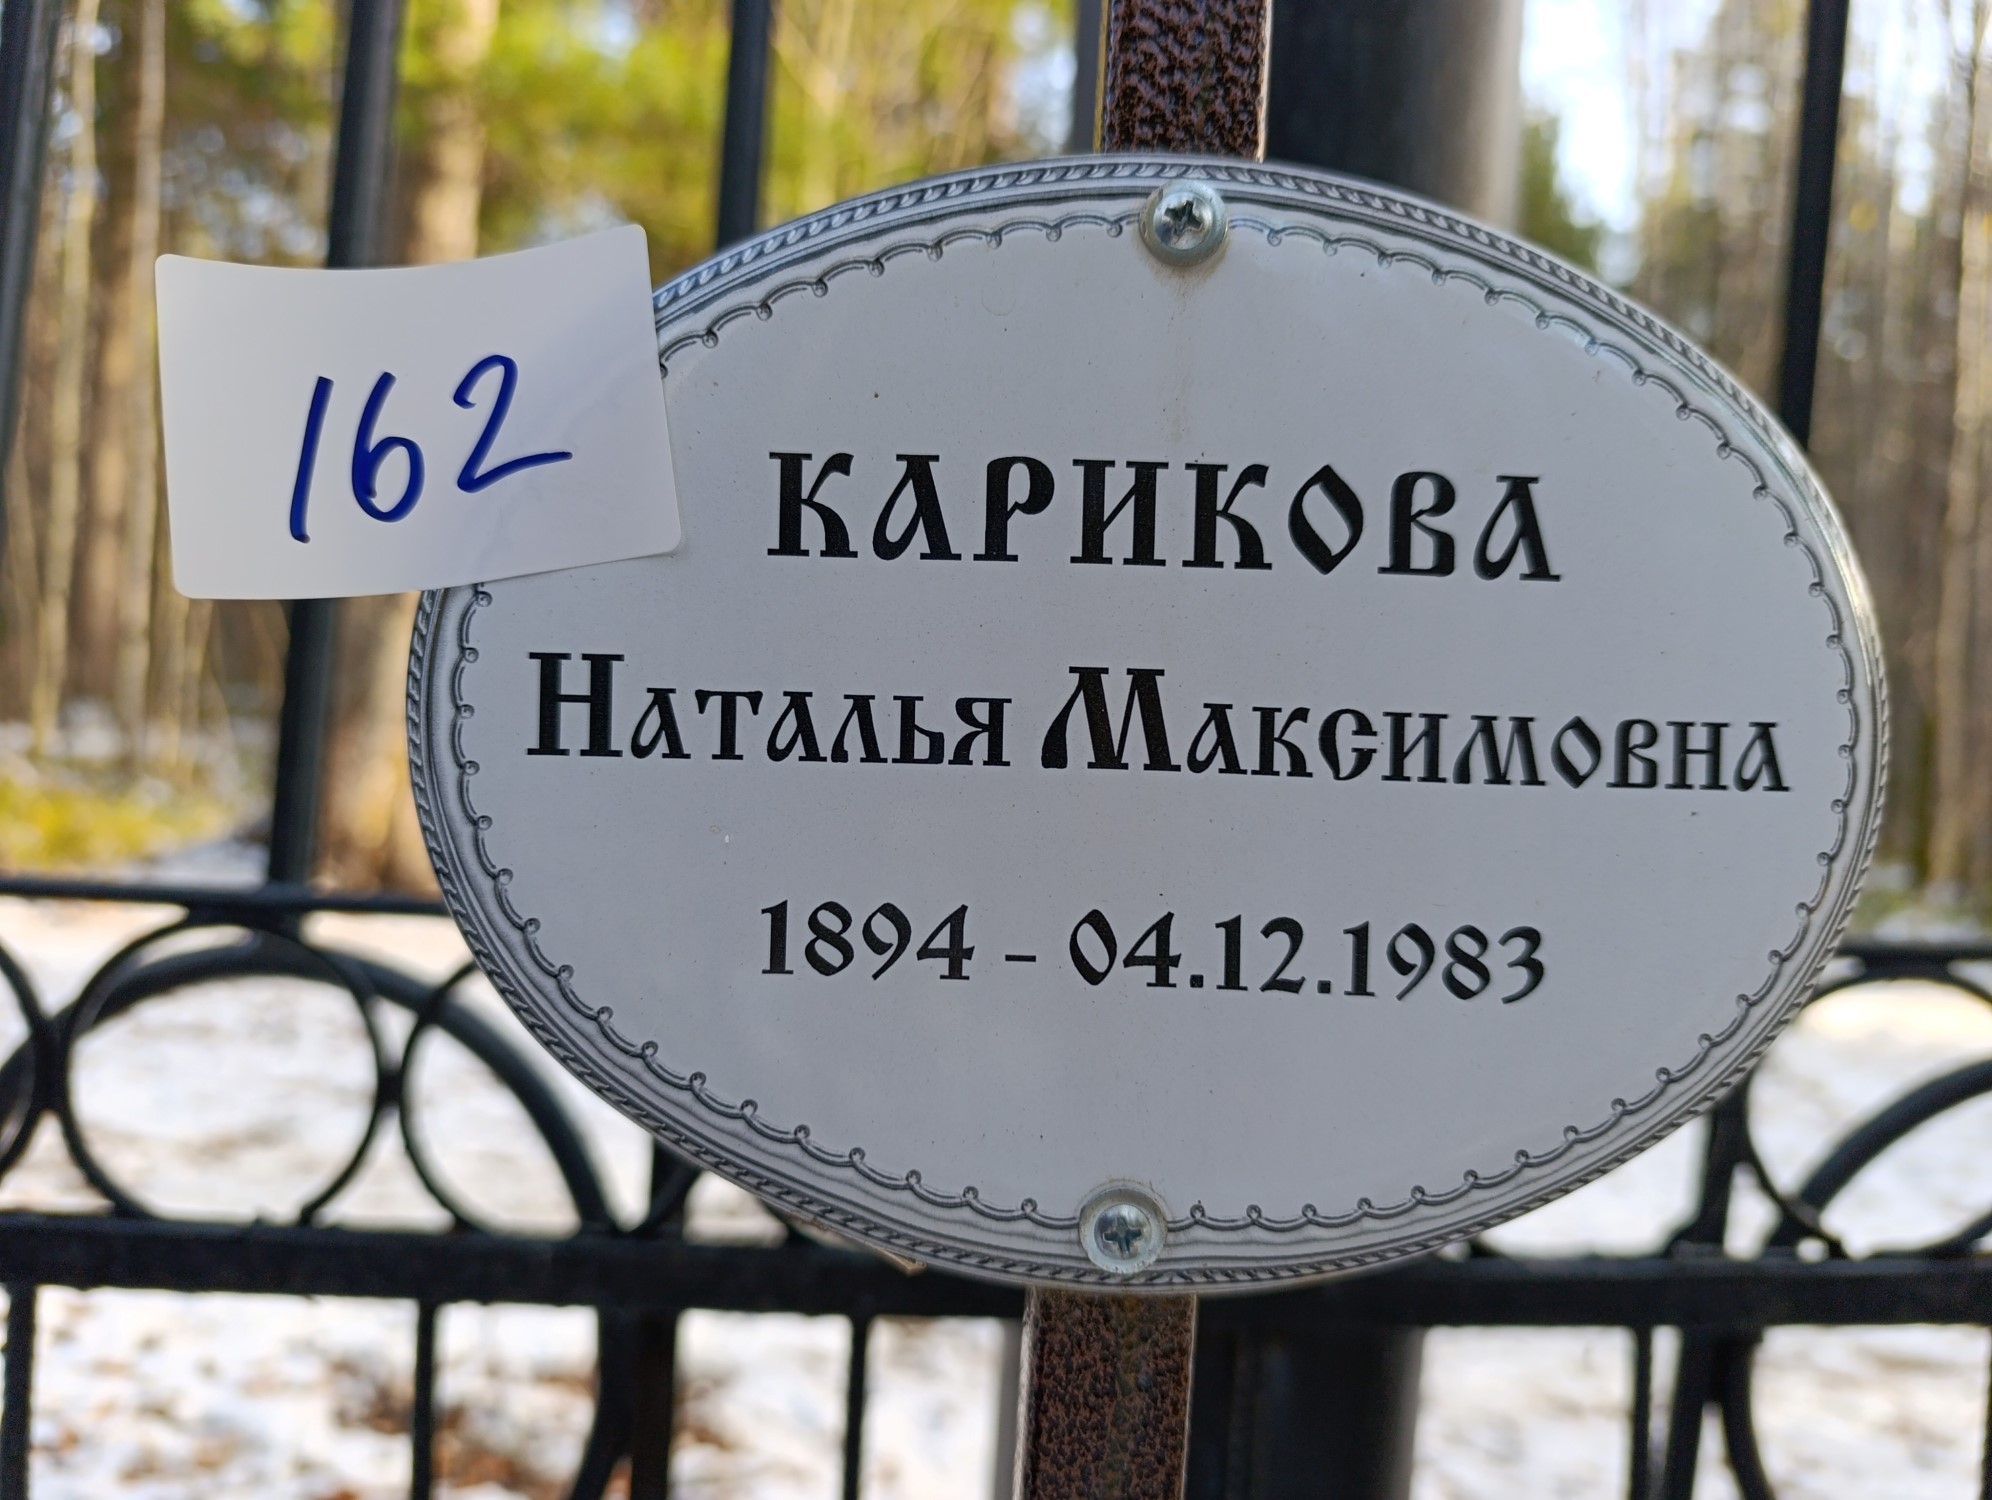 162
КАРИКОВА
Наталья Максимовна
1894 - 04.12.1983